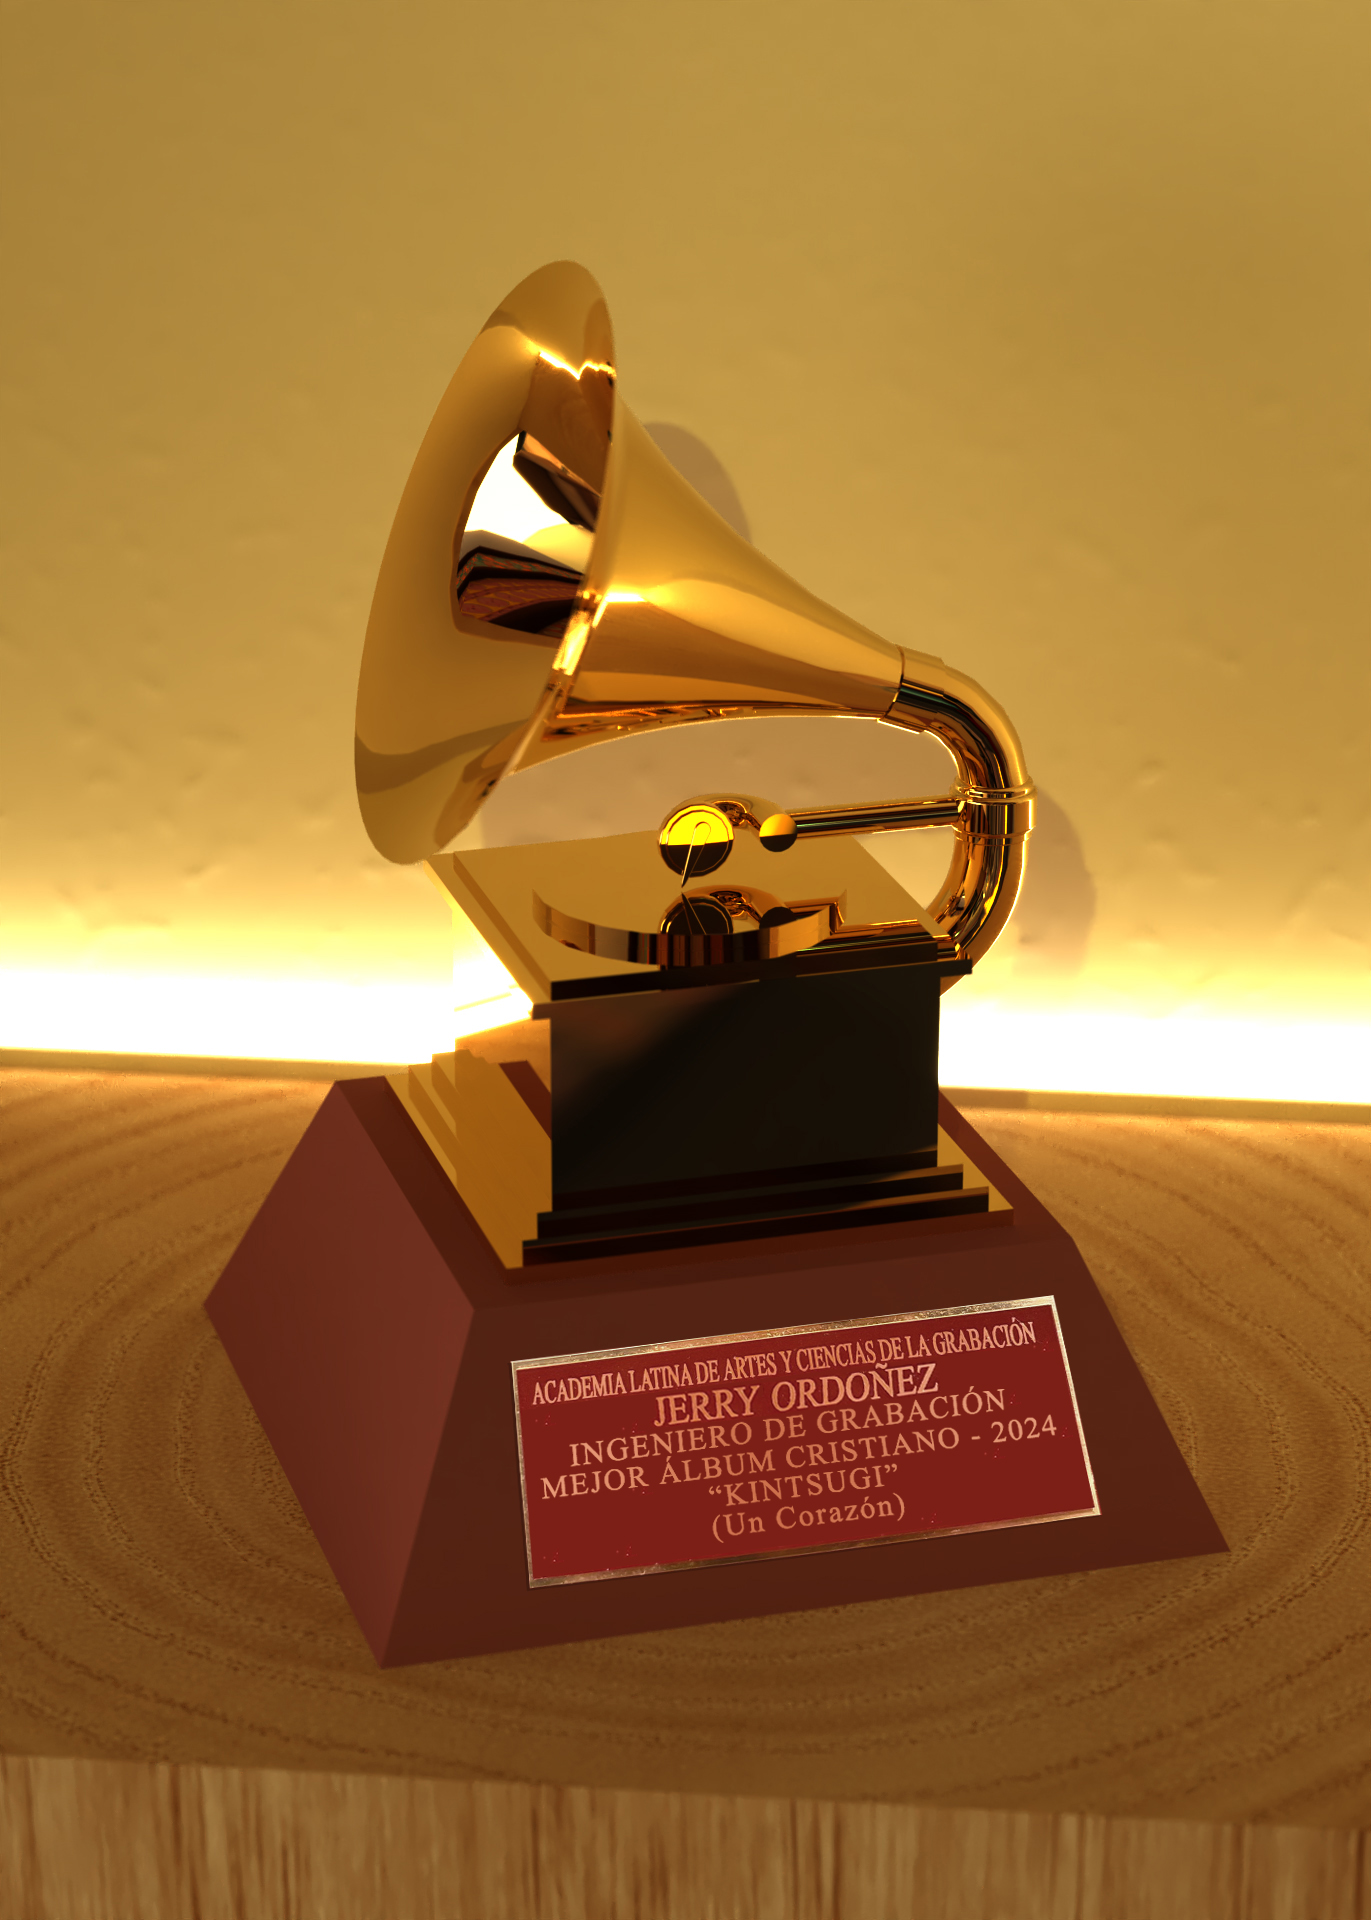 ACADEMIA LATINA DE ARTES Y CIENCIAS DE LA GRABACIÓN
JERRY ORDOÑEZ
INGENIERO DE GRABACIÓN
MEJOR ÁLBUM CRISTIANO - 2024
“KINTSUGI”
(Un Corazón)